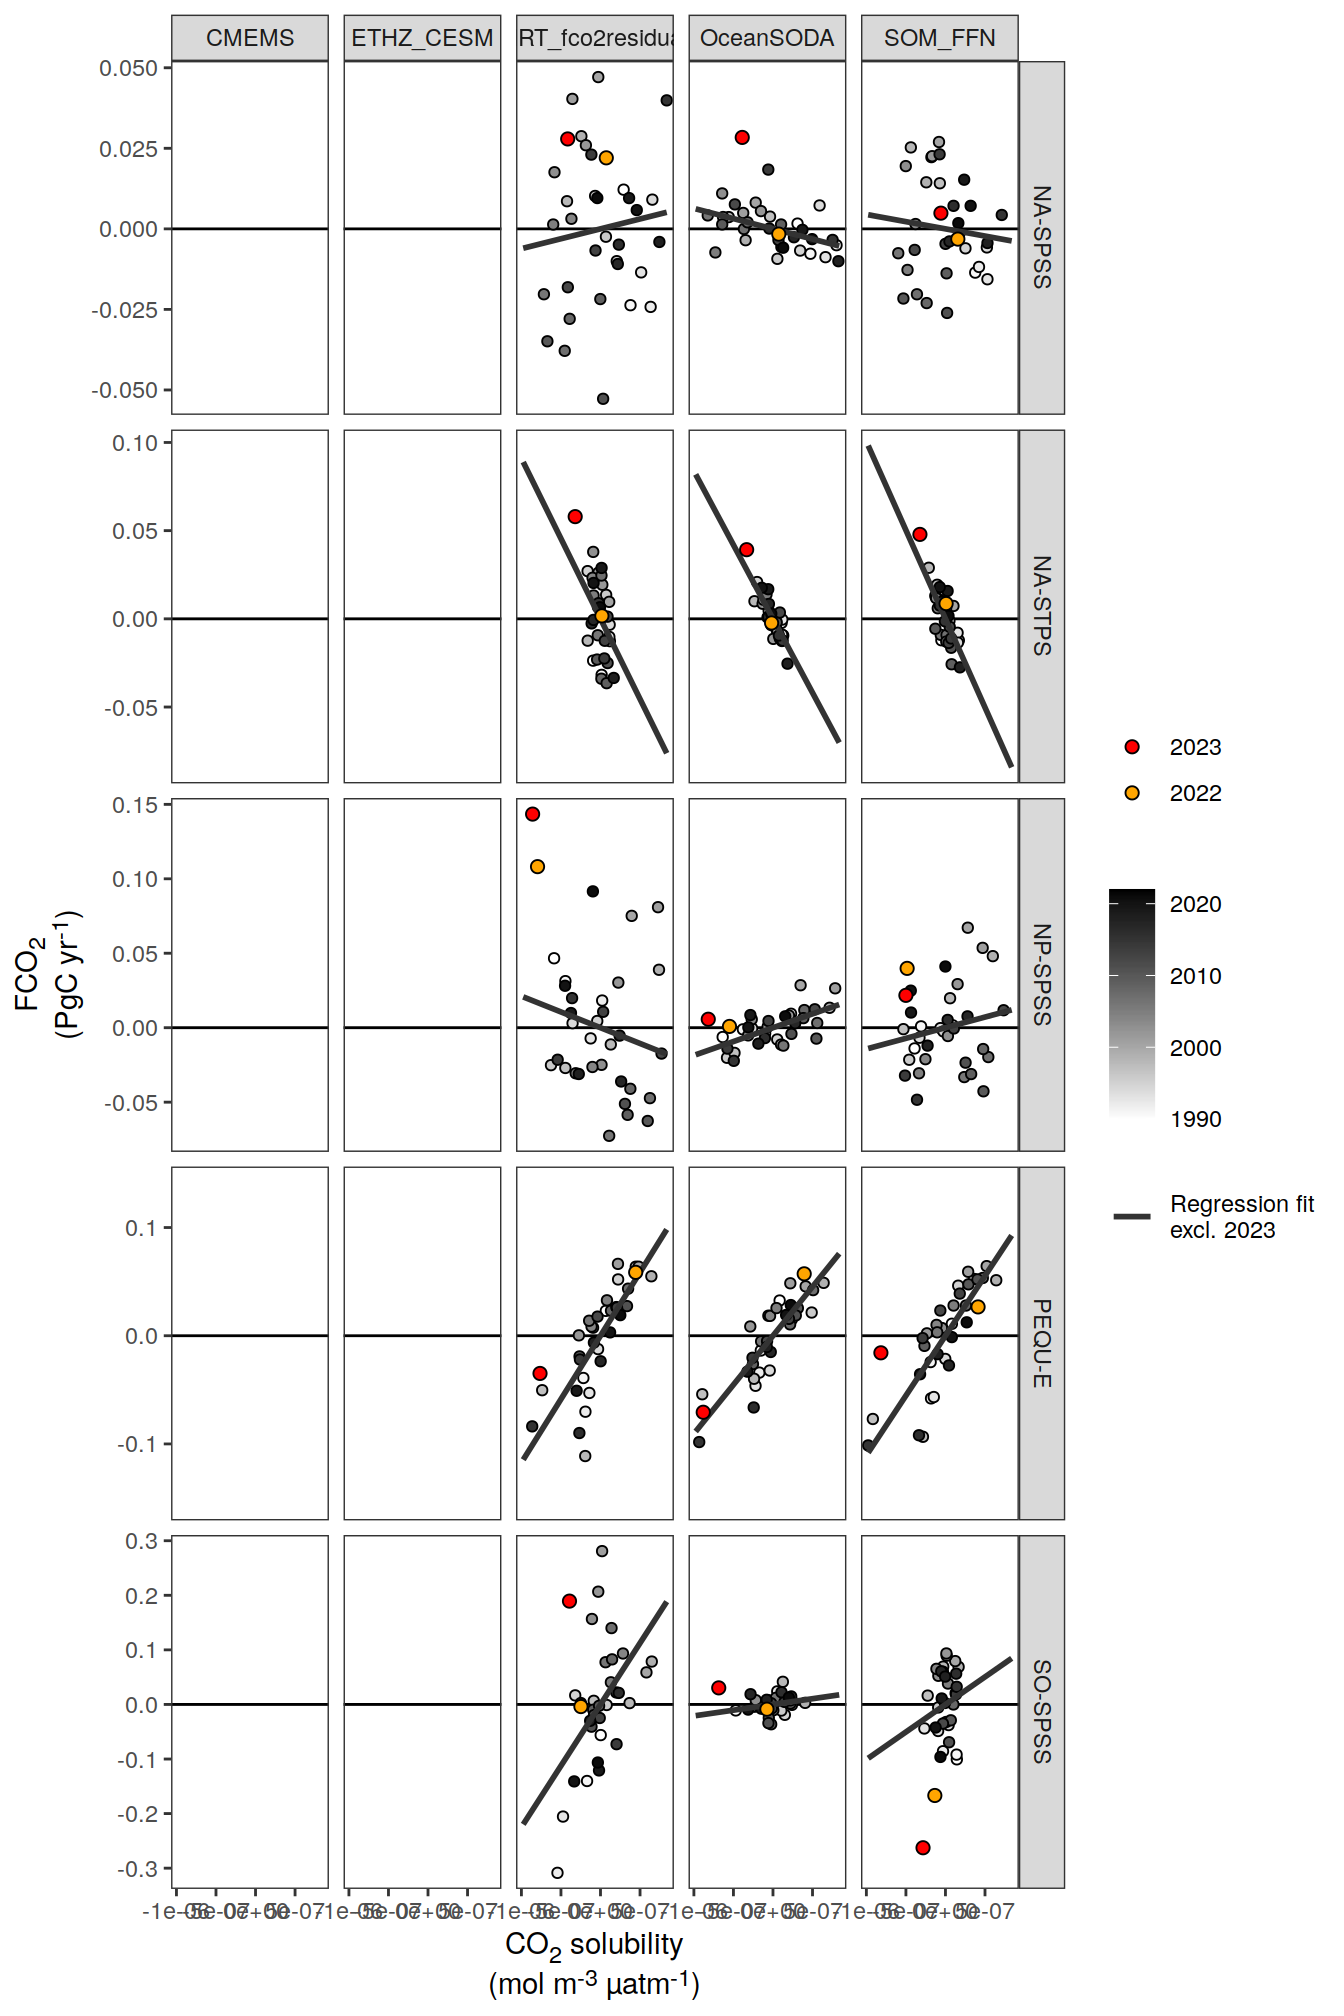 CMEMS ETHZ_CESM RT_fco2residua OceanSODA SOM_FFN
0.050
0.025
0.000
-0.025
-0.050
NA-SPSS
0.10
0.05
0.00
-0.05
NA-STPS
0.15
0.10
0.05
0.00
-0.05
NP-SPSS
0.1
0.0
-0.1
PEQU-E
0.3
0.2
0.1
0.0
-0.1
-0.2
-0.3
SO-SPSS
FCO2
(PgC yr-1)
CO2 solubility
(mol m-3 µatm-1)
2023
2022
2020
2010
2000
1990
Regression fit
excl. 2023